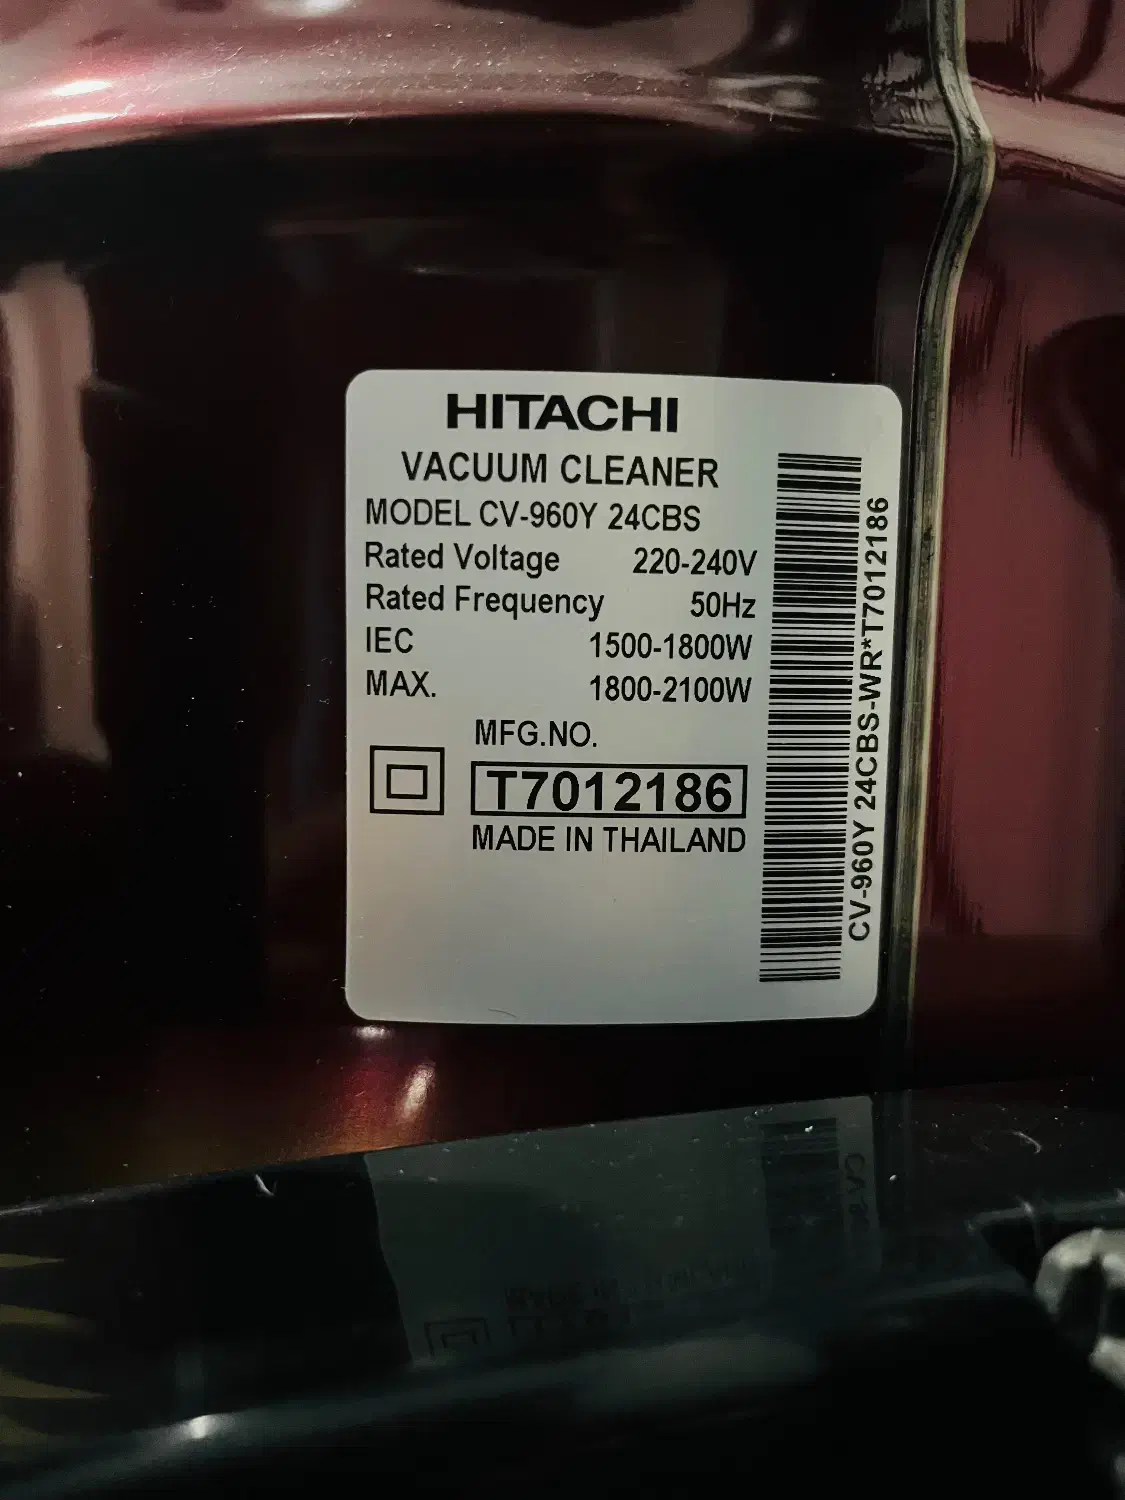 HITACHI
VACUUM CLEANER
MODEL CV-960Y 24CBS
Rated Voltage 220-240V
Rated Frequency 50Hz
IEC 1500-1800W
MAX. 1800-2100W
MFG.NO.
T7012186
MADE IN THAILAND
CV-960Y 24CBS-WR*T7012186